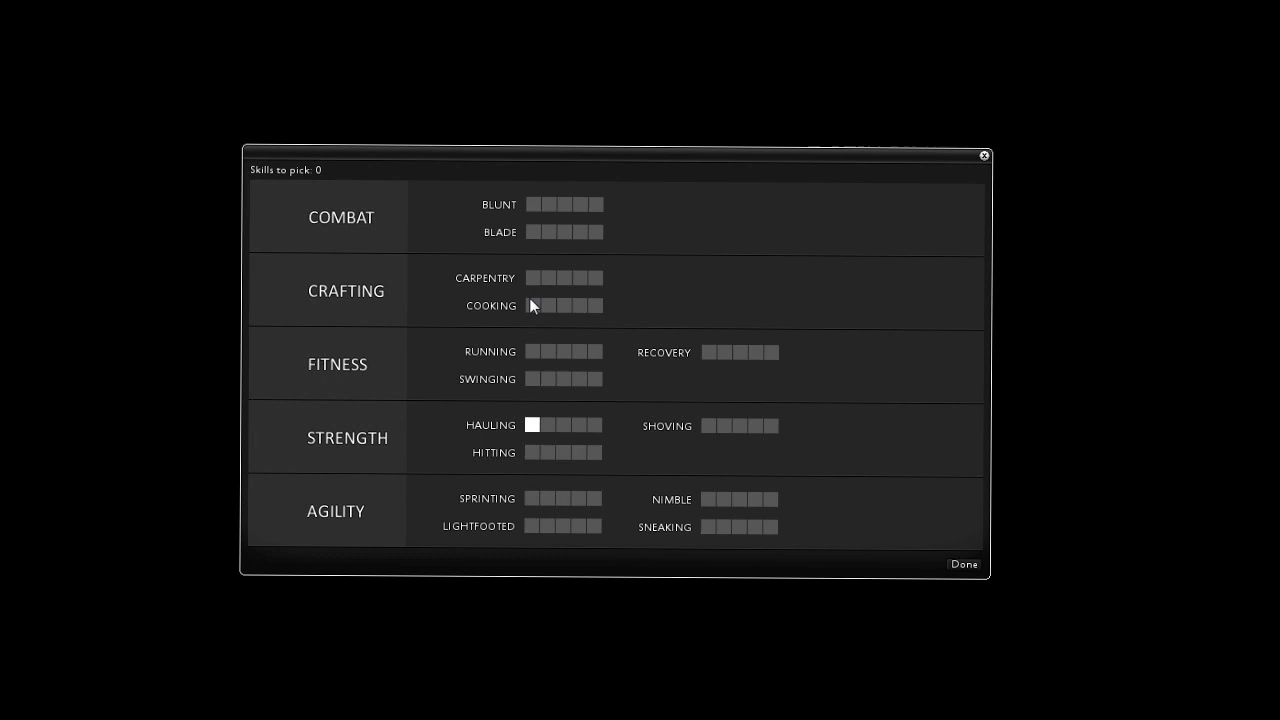 Skills to pick: 0
COMBAT
BLUNT
BLADE
CRAFTING
CARPENTRY
COOKING
FITNESS
RUNNING RECOVERY
SWINGING
STRENGTH
HAULING SHOVING
HITTING
AGILITY
SPRINTING NIMBLE
LIGHTFOOTED SNEAKING
Done